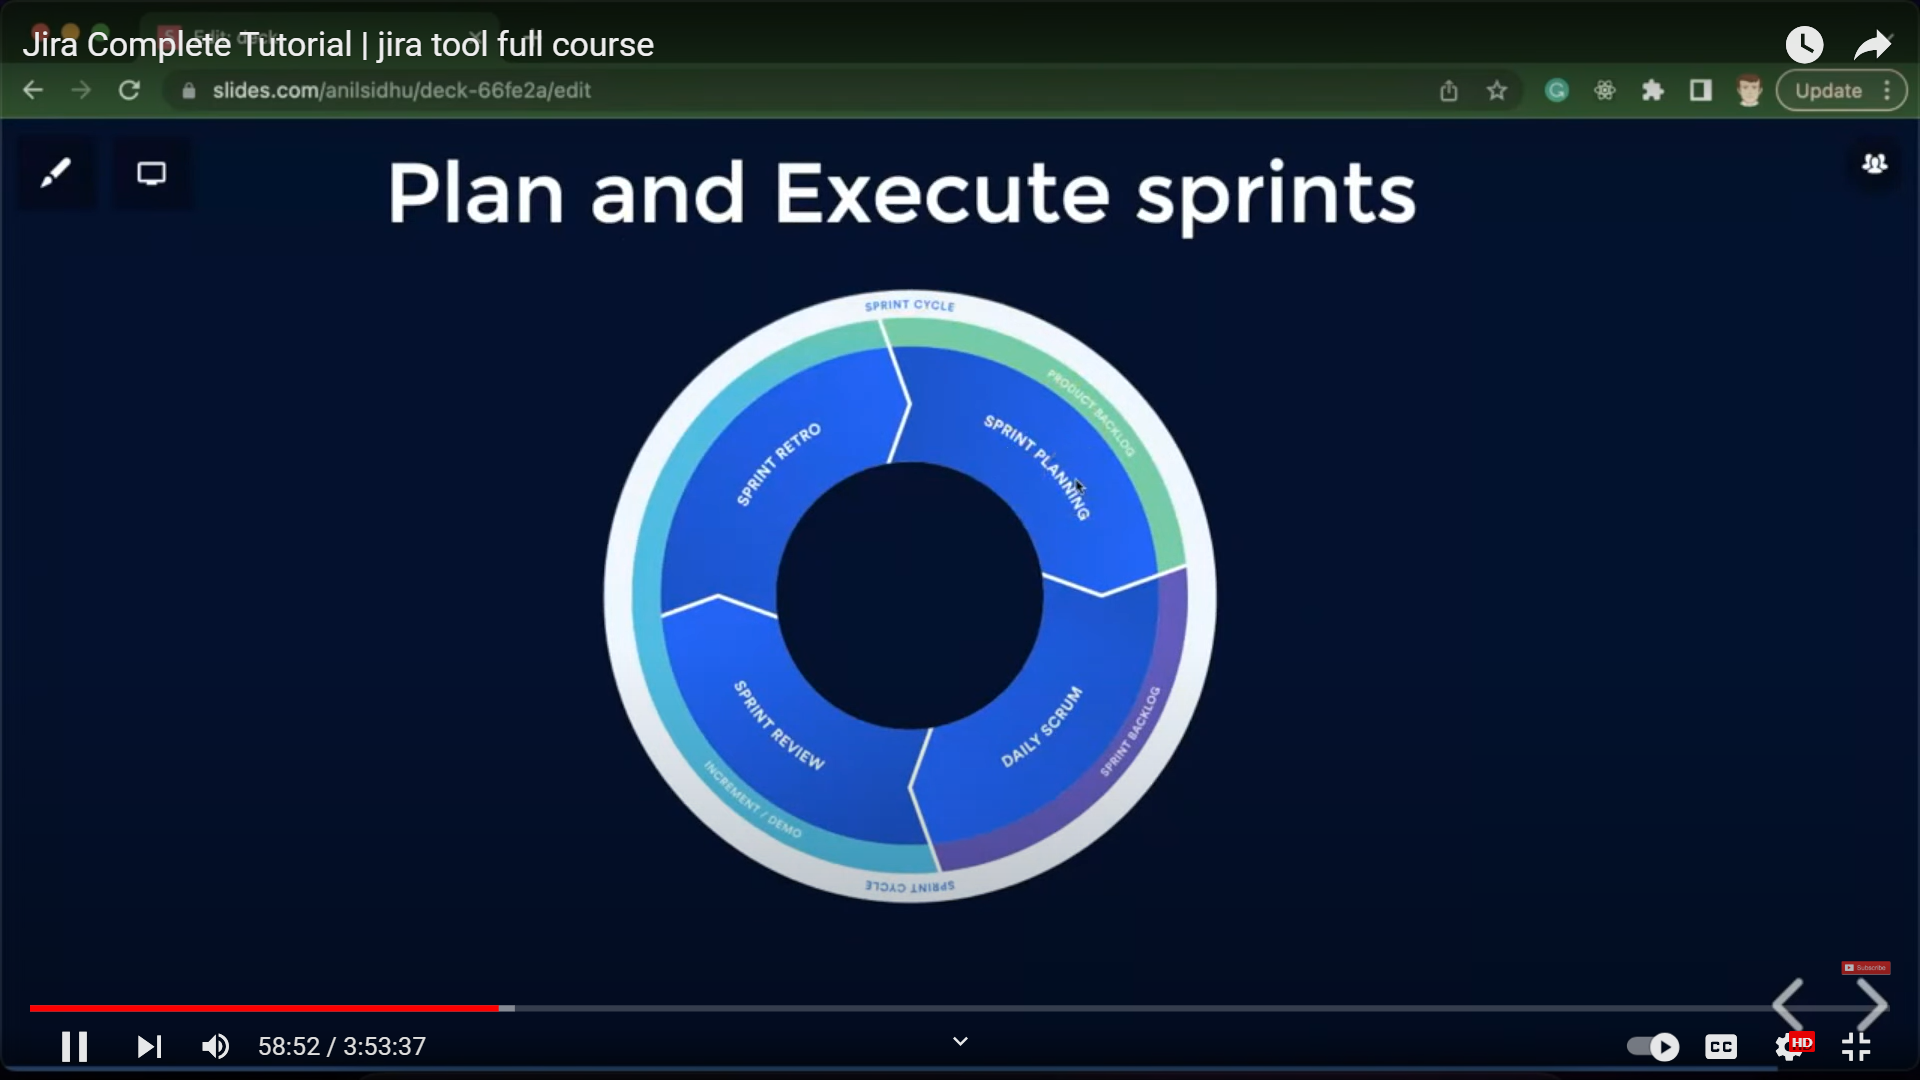 Jira Complete Tutorial | jira tool full course
slides.com/anilsidhu/deck-66fe2a/edit
Update
Plan and Execute sprints
SPRINT CYCLE
PRODUCT BACKLOG
SPRINT PLANNING
SPRINT RETRO
SPRINT REVIEW
DAILY SCRUM
SPRINT BACKLOG
INCREMENT / DEMO
SPRINT CYCLE
Subscribe
58:52 / 3:53:37
CC
HD